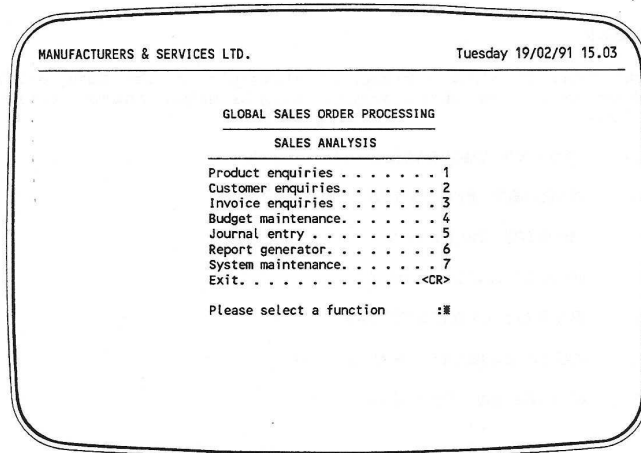 MANUFACTURERS & SERVICES LTD. Tuesday 19/02/91 15.03
GLOBAL SALES ORDER PROCESSING
SALES ANALYSIS
Product enquiries . . . . . . . 1
Customer enquiries. . . . . . . 2
Invoice enquiries . . . . . . . 3
Budget maintenance. . . . . . . 4
Journal entry . . . . . . . . . 5
Report generator. . . . . . . . 6
System maintenance. . . . . . . 7
Exit. . . . . . . . . . . . . .<CR>
Please select a function :